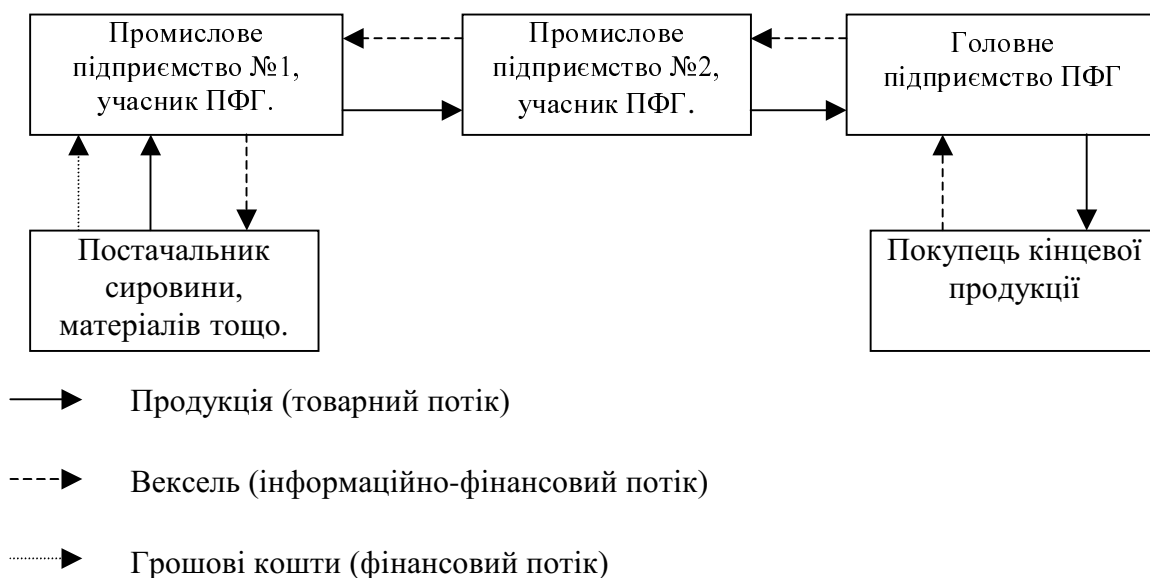 Промислове
підприємство №1,
учасник ПФГ.
Промислове
підприємство №2,
учасник ПФГ.
Головне
підприємство ПФГ
Постачальник
сировини,
матеріалів тощо.
Покупець кінцевої
продукції
Продукція (товарний потік)
Вексель (інформаційно-фінансовий потік)
Грошові кошти (фінансовий потік)